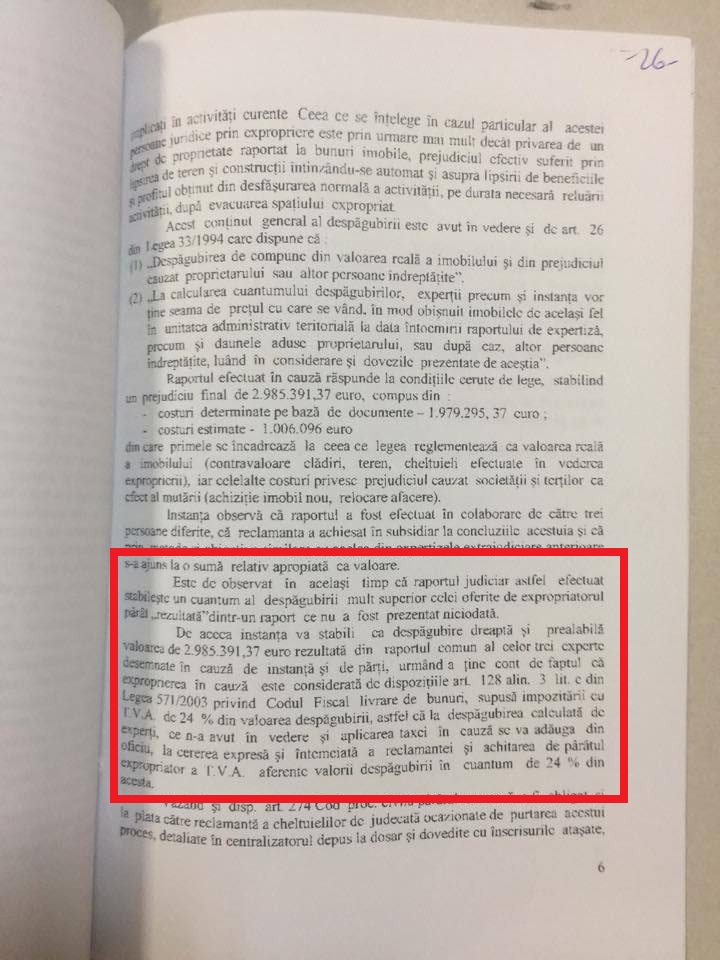 -26-
implicați în activități curente Ceea ce se înțelege în cazul particular al acestei
persoane juridice prin expropriere este prin urmare mai mult decât privarea de un
drept de proprietate raportat la bunuri imobile, prejudiciul efectiv suferit prin
lipsirea de teren și construcții întinzându-se automat și asupra lipsirii de beneficiile
și profitul obținut din desfășurarea normală a activității, pe durata necesară reluării
activității, după evacuarea spațiului expropriat.
Acest conținut general al despăgubirii este avut în vedere și de art. 26
din Legea 33/1994 care dispune că :
(1) „Despăgubirea de compune din valoarea reală a imobilului și din prejudiciul
cauzat proprietarului sau altor persoane îndreptățite”.
(2) „La calcularea cuantumului despăgubirilor, experții precum și instanța vor
ține seama de prețul cu care se vând, în mod obișnuit imobilele de același fel
în unitatea administrativ teritorială la data întocmirii raportului de expertiză,
precum și daunele aduse proprietarului, sau după caz, altor persoane
îndreptățite, luând în considerare și dovezile prezentate de aceștia”.
Raportul efectuat în cauză răspunde la condițiile cerute de lege, stabilind
un prejudiciu final de 2.985.391,37 euro, compus din :
- costuri determinate pe bază de documente – 1.979.295, 37 euro ;
- costuri estimate - 1.006.096 euro
din care primele se încadrează la ceea ce legea reglementează ca valoarea reală
a imobilului (contravaloare clădiri, teren, cheltuieli efectuate în vederea
exproprierii), iar celelalte costuri privesc prejudiciul cauzat societății și terților ca
efect al mutării (achiziție imobil nou, relocare afacere).
Instanța observă că raportul a fost efectuat în colaborare de către trei
persoane diferite, că reclamanta a achiesat în subsidiar la concluziile acestuia și că
prin metode și obiective similare cu acelea din expertizele extrajudiciare anterioare
s-a ajuns la o sumă relativ apropiată ca valoare.
Este de observat în același timp că raportul judiciar astfel efectuat
stabilește un cuantum al despăgubirii mult superior celei oferite de expropriatorul
pârât „rezultată”dintr-un raport ce nu a fost prezentat niciodată.
De aceea instanța va stabili ca despăgubire dreaptă și prealabilă
valoarea de 2.985.391,37 euro rezultată din raportul comun al celor trei experte
desemnate în cauză de instanță și de părți, urmând a ține cont de faptul că
exproprierea în cauză este considerată de dispozițiile art. 128 alin. 3 lit. c din
Legea 571/2003 privind Codul Fiscal livrare de bunuri, supusă impozitării cu
T.V.A. de 24 % din valoarea despăgubirii, astfel că la despăgubirea calculată de
experți, ce n-a avut în vedere și aplicarea taxei în cauză se va adăuga din
oficiu, la cererea expresă și întemeiată a reclamantei și achitarea de pârâtul
expropriator a T.V.A. aferente valorii despăgubirii în cuantum de 24 % din
acesta.
Văzând și disp. art. 274 Cod proc. civilă
la plata către reclamantă a cheltuielilor de judecată ocazionate de purtarea acestui
proces, detaliate în centralizatorul depus la dosar și dovedite cu înscrisurile atașate,
6